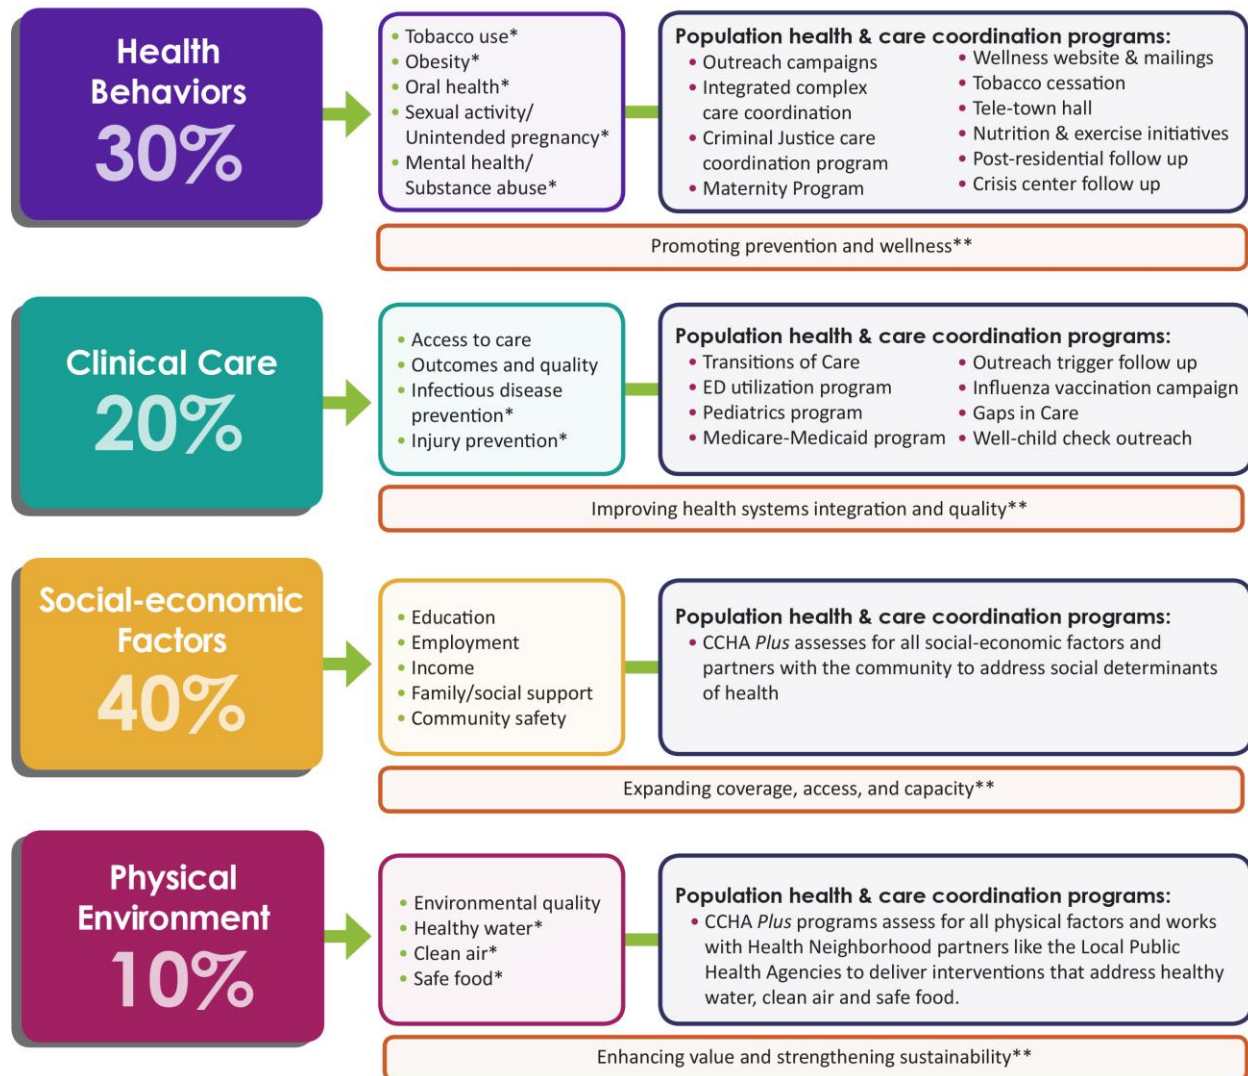 Health
Behaviors
30%
• Tobacco use*
• Obesity*
• Oral health*
• Sexual activity/
Unintended pregnancy*
• Mental health/
Substance abuse*
Population health & care coordination programs:
• Outreach campaigns
• Integrated complex
care coordination
• Criminal Justice care
coordination program
• Maternity Program
• Wellness website & mailings
• Tobacco cessation
• Tele-town hall
• Nutrition & exercise initiatives
• Post-residential follow up
• Crisis center follow up
Promoting prevention and wellness**
Clinical Care
20%
• Access to care
• Outcomes and quality
• Infectious disease
prevention*
• Injury prevention*
Population health & care coordination programs:
• Transitions of Care
• ED utilization program
• Pediatrics program
• Medicare-Medicaid program
• Outreach trigger follow up
• Influenza vaccination campaign
• Gaps in Care
• Well-child check outreach
Improving health systems integration and quality**
Social-economic
Factors
40%
• Education
• Employment
• Income
• Family/social support
• Community safety
Population health & care coordination programs:
• CCHA Plus assesses for all social-economic factors and
partners with the community to address social determinants
of health
Expanding coverage, access, and capacity**
Physical
Environment
10%
• Environmental quality
• Healthy water*
• Clean air*
• Safe food*
Population health & care coordination programs:
• CCHA Plus programs assess for all physical factors and works
with Health Neighborhood partners like the Local Public
Health Agencies to deliver interventions that address healthy
water, clean air and safe food.
Enhancing value and strengthening sustainability**